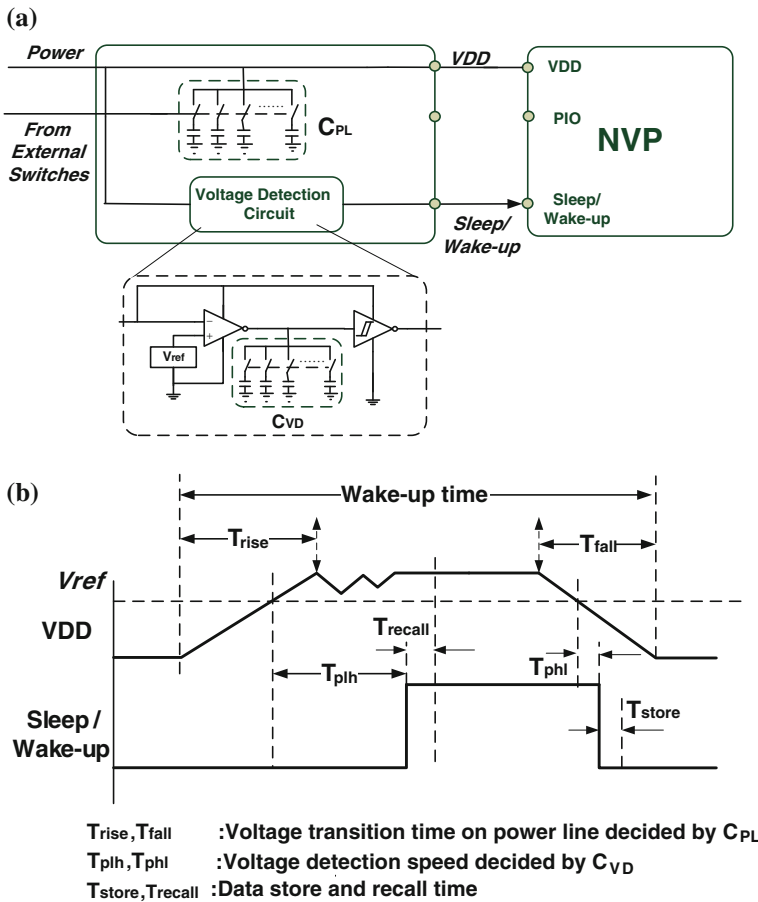 (a)
Power
VDD
VDD
CPL
PIO
NVP
From
External
Switches
Voltage Detection
Circuit
Sleep/
Wake-up
Sleep/
Wake-up
Vref
CVD
(b)
Wake-up time
Trise
Tfall
Vref
VDD
Trecall
Tplh
Tphl
Tstore
Sleep /
Wake-up
Trise,Tfall :Voltage transition time on power line decided by CPL
Tplh,Tphl :Voltage detection speed decided by CVD
Tstore,Trecall :Data store and recall time